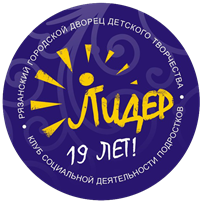 РЯЗАНСКИЙ ГОРОДСКОЙ ДВОРЕЦ ДЕТСКОГО ТВОРЧЕСТВА
ЛИДЕР
19 ЛЕТ!
• КЛУБ СОЦИАЛЬНОЙ ДЕЯТЕЛЬНОСТИ ПОДРОСТКОВ •